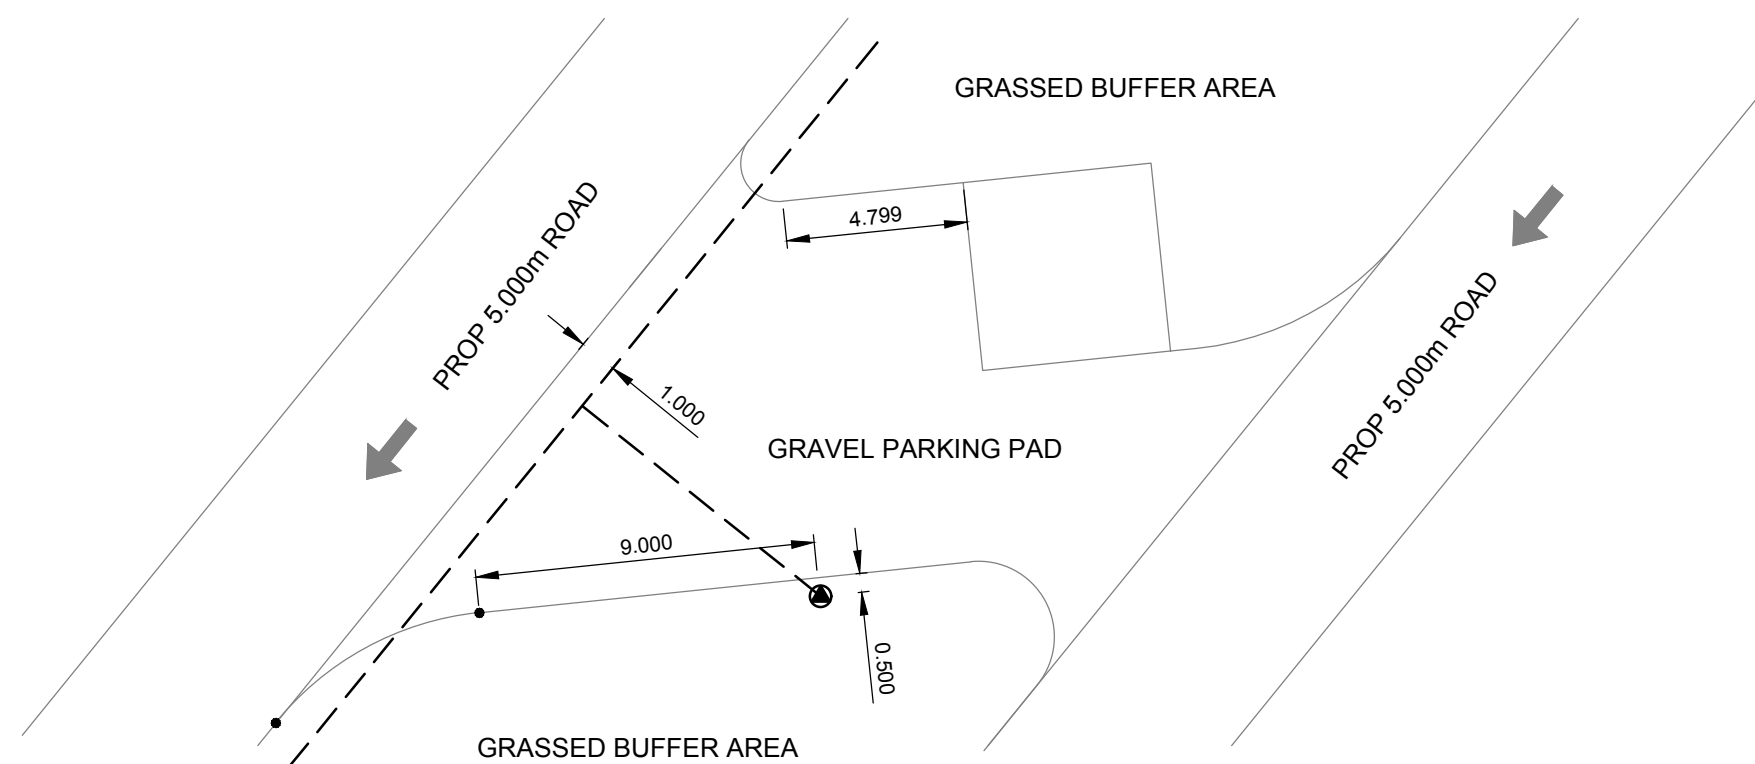 GRASSED BUFFER AREA
PROP 5.000m ROAD
4.799
PROP 5.000m ROAD
1.000
GRAVEL PARKING PAD
9.000
0.500
GRASSED BUFFER AREA